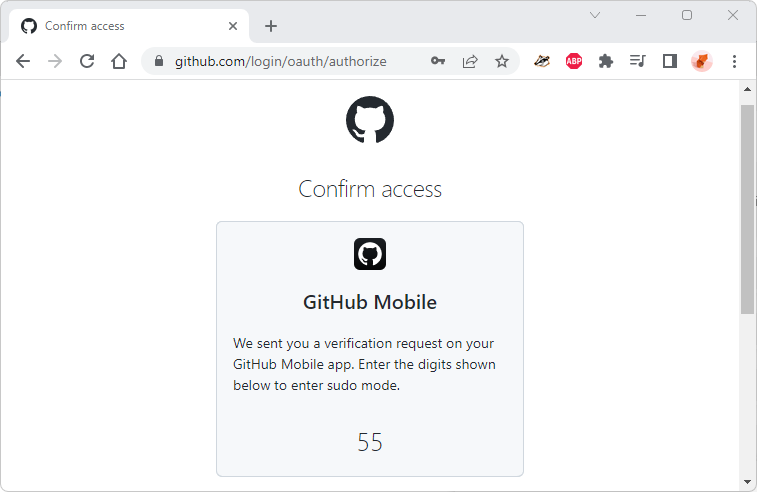 Confirm access
github.com/login/oauth/authorize
ABP
Confirm access
GitHub Mobile
We sent you a verification request on your
GitHub Mobile app. Enter the digits shown
below to enter sudo mode.
55